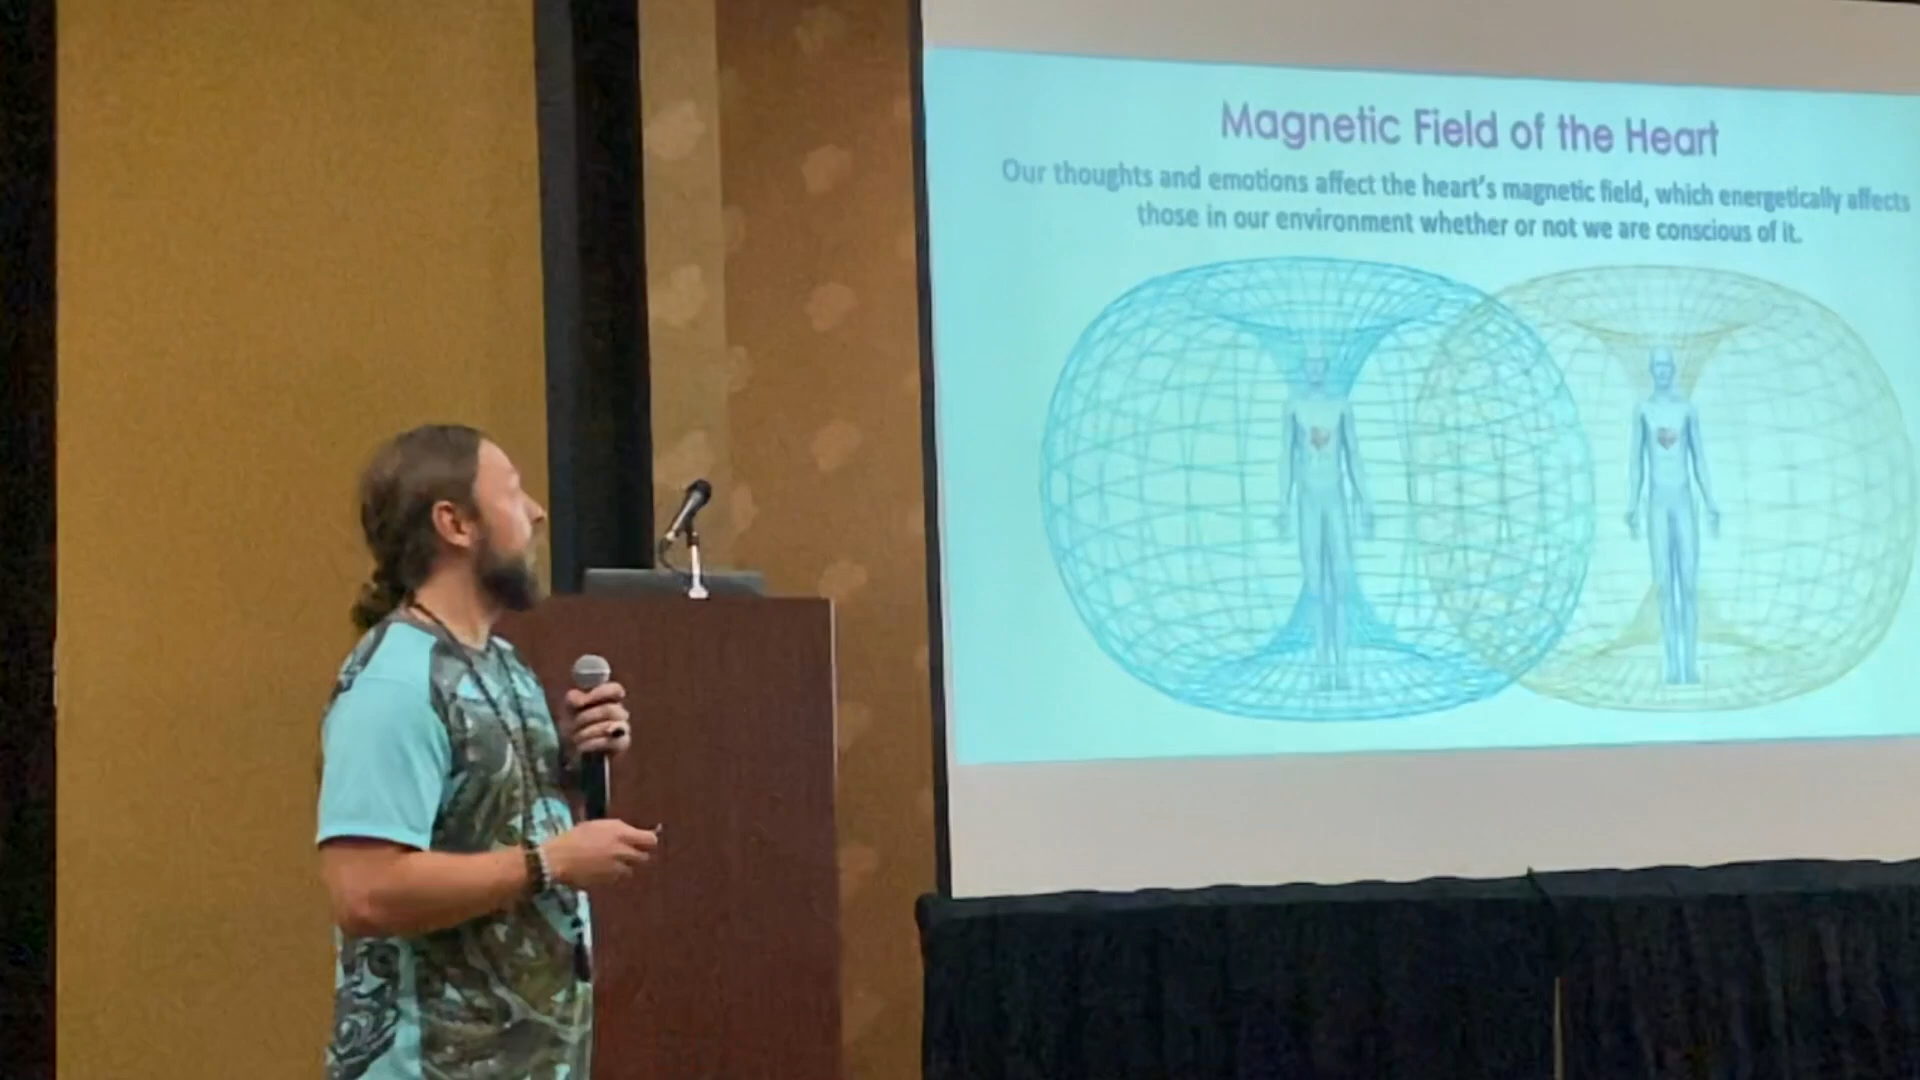 Magnetic Field of the Heart
Our thoughts and emotions affect the heart's magnetic field, which energetically affects
those in our environment whether or not we are conscious of it.